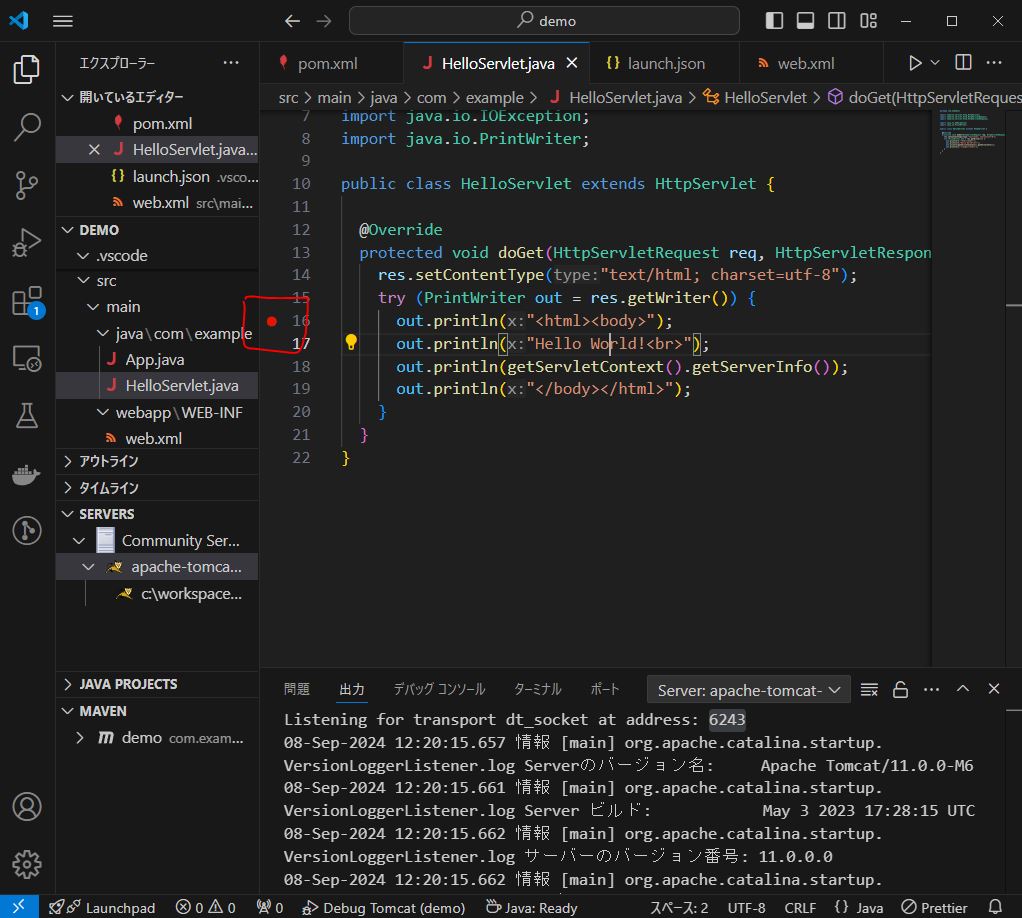 demo
エクスプローラー
開いているエディター
pom.xml
HelloServlet.java...
launch.json .vsco...
web.xml src\mai...
DEMO
.vscode
src
main
java\com\example
App.java
HelloServlet.java
webapp\WEB-INF
web.xml
アウトライン
タイムライン
SERVERS
Community Ser...
apache-tomca...
c:\workspace...
JAVA PROJECTS
MAVEN
demo com.exam...
1
pom.xml
HelloServlet.java
launch.json
web.xml
src > main > java > com > example > HelloServlet.java > HelloServlet > doGet(HttpServletReques
7 import java.io.IOException;
8 import java.io.PrintWriter;
9
10 public class HelloServlet extends HttpServlet {
11
12 @Override
13 protected void doGet(HttpServletRequest req, HttpServletRespon
14 res.setContentType(type:"text/html; charset=utf-8");
15 try (PrintWriter out = res.getWriter()) {
16 out.println(x:"<html><body>");
17 out.println(x:"Hello World!<br>");
18 out.println(getServletContext().getServerInfo());
19 out.println(x:"</body></html>");
20 }
21 }
22 }
問題 出力 デバッグ コンソール ターミナル ポート Server: apache-tomcat-
Listening for transport dt_socket at address: 6243
08-Sep-2024 12:20:15.657 情報 [main] org.apache.catalina.startup.
VersionLoggerListener.log Serverのバージョン名: Apache Tomcat/11.0.0-M6
08-Sep-2024 12:20:15.661 情報 [main] org.apache.catalina.startup.
VersionLoggerListener.log Server ビルド: May 3 2023 17:28:15 UTC
08-Sep-2024 12:20:15.662 情報 [main] org.apache.catalina.startup.
VersionLoggerListener.log サーバーのバージョン番号: 11.0.0.0
08-Sep-2024 12:20:15.662 情報 [main] org.apache.catalina.startup.
Launchpad 0 0 0 Debug Tomcat (demo) Java: Ready スペース: 2 UTF-8 CRLF {} Java Prettier